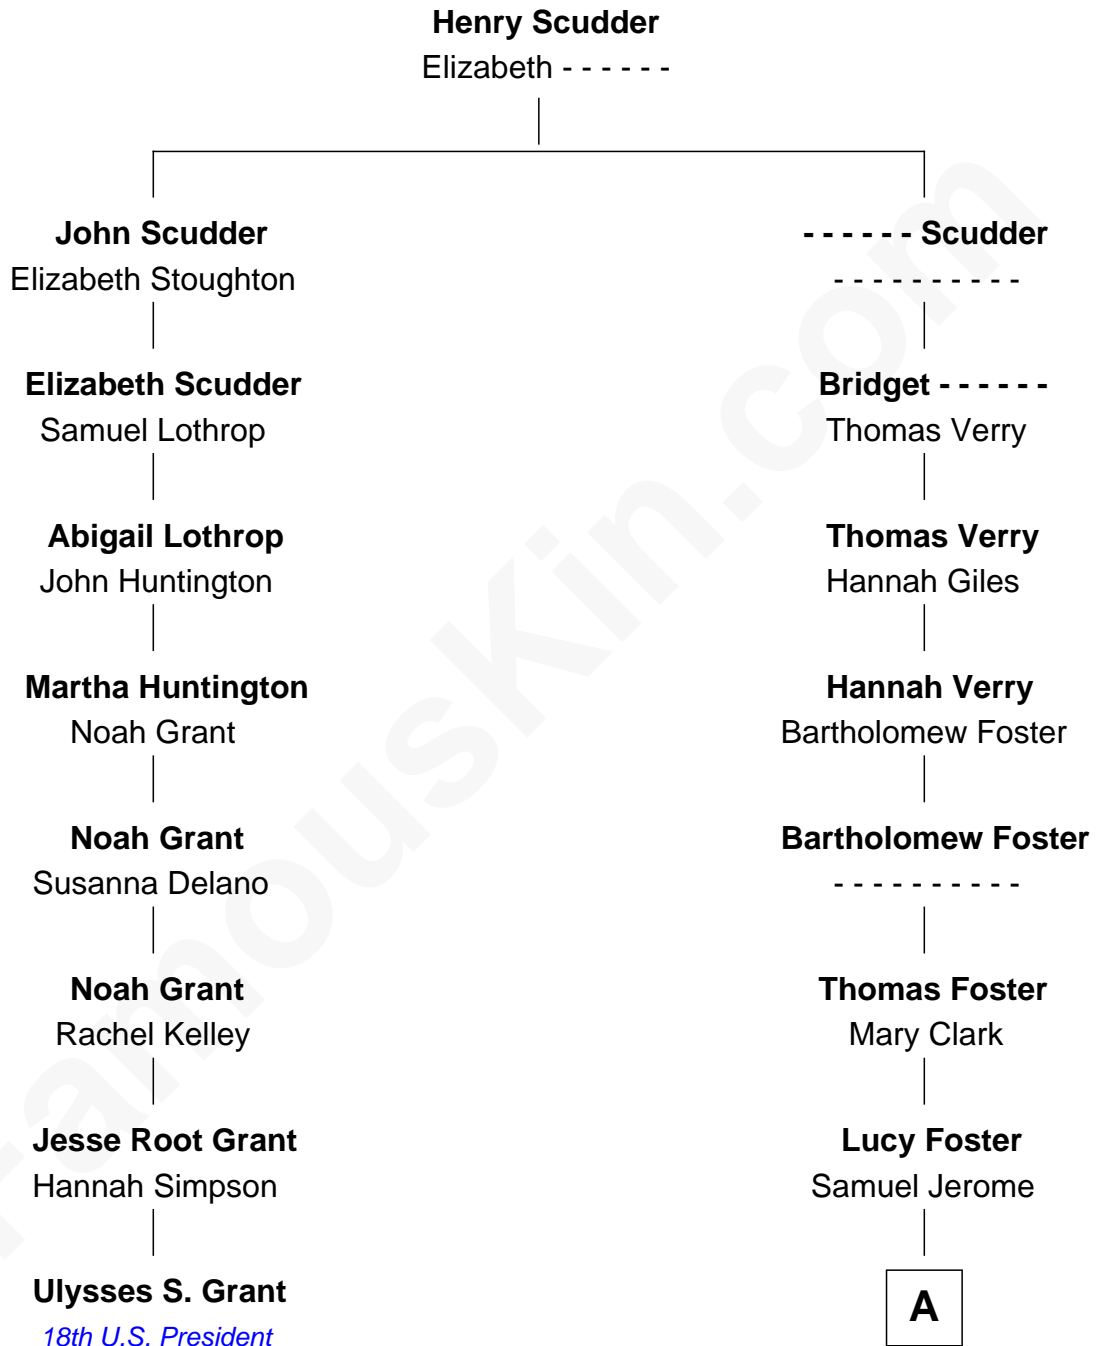 Henry Scudder
Elizabeth - - - - - -
John Scudder
Elizabeth Stoughton
- - - - - - Scudder
- - - - - - - - - -
Elizabeth Scudder
Samuel Lothrop
Bridget - - - - - -
Thomas Verry
Abigail Lothrop
John Huntington
Thomas Verry
Hannah Giles
Martha Huntington
Noah Grant
Hannah Verry
Bartholomew Foster
Noah Grant
Susanna Delano
Bartholomew Foster
- - - - - - - - - -
Noah Grant
Rachel Kelley
Thomas Foster
Mary Clark
Jesse Root Grant
Hannah Simpson
Lucy Foster
Samuel Jerome
Ulysses S. Grant
18th U.S. President
A
FamousKin.com